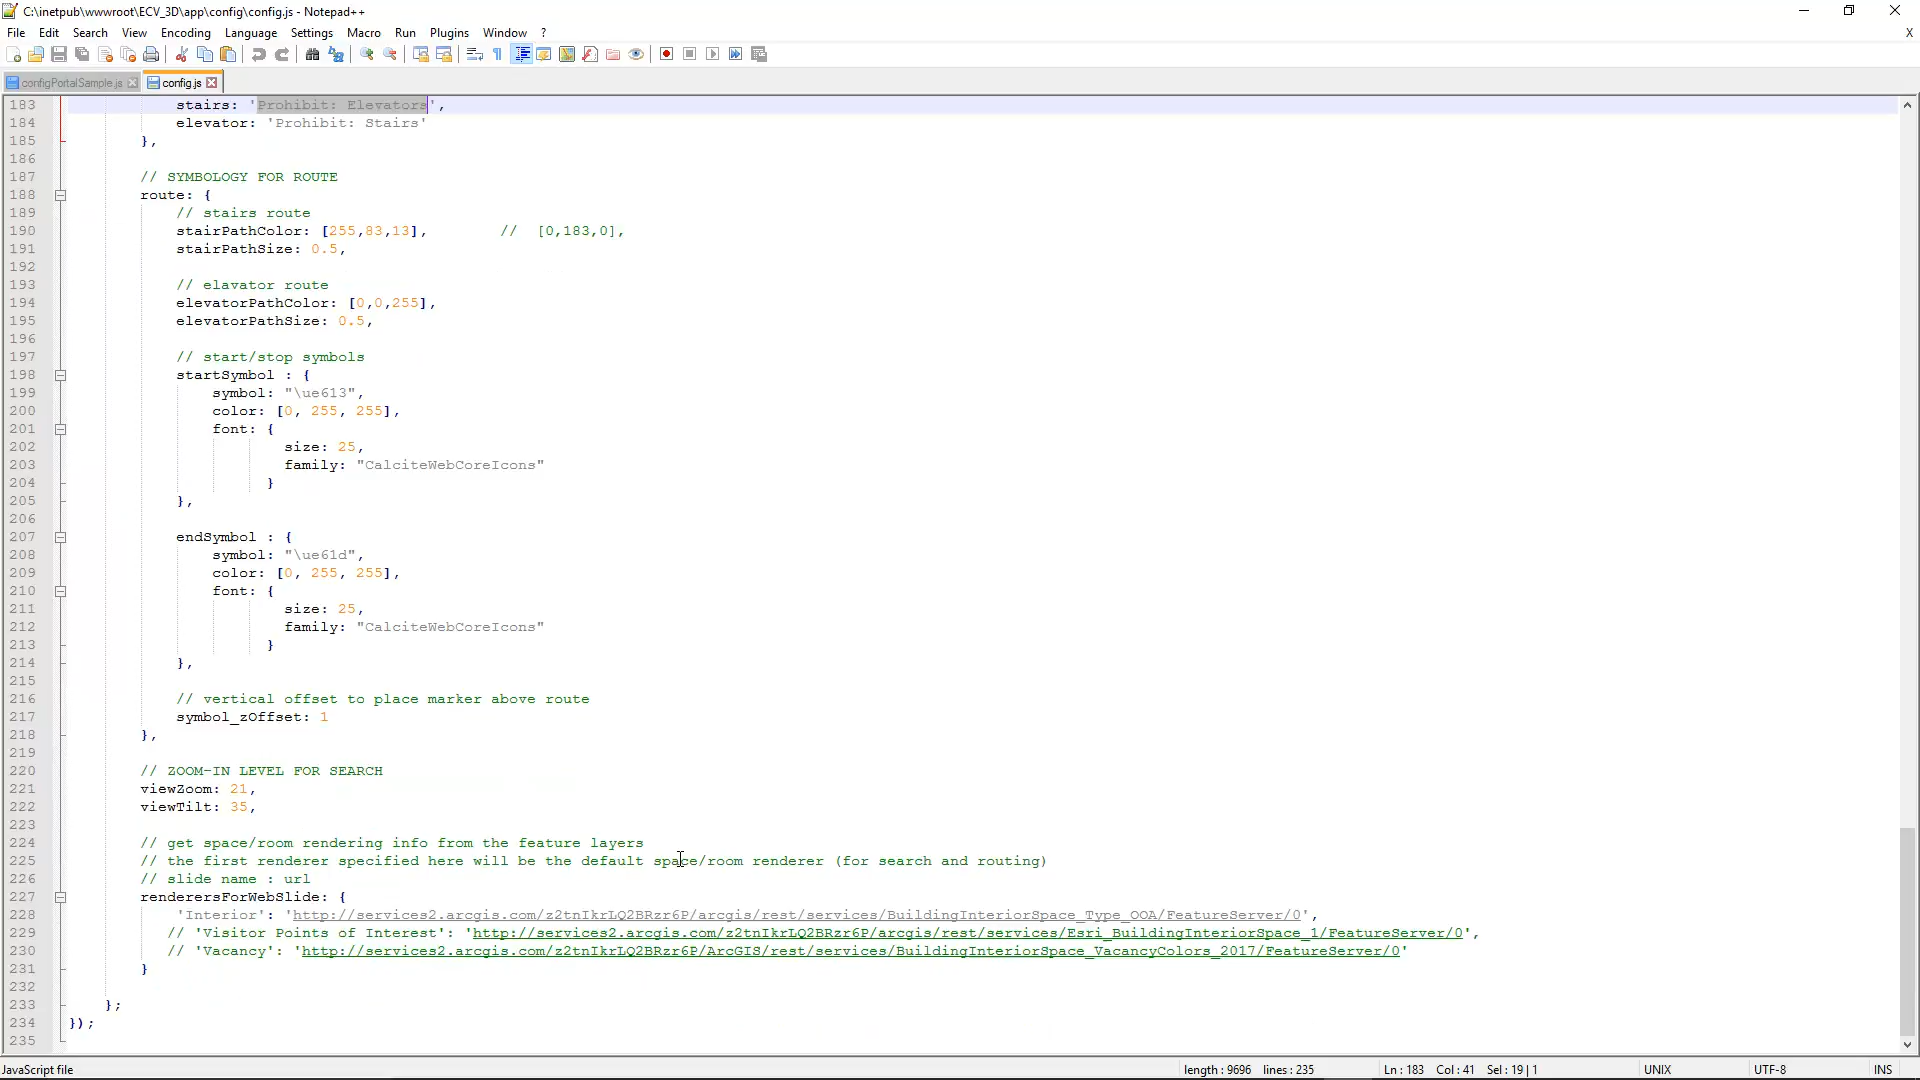 C:\inetpub\wwwroot\ECV_3D\app\config\config.js - Notepad++
File Edit Search View Encoding Language Settings Macro Run Plugins Window ? X
configPortalSample.js config.js
183 stairs: 'Prohibit: Elevators',
184 elevator: 'Prohibit: Stairs'
185 },
186
187 // SYMBOLOGY FOR ROUTE
188 route: {
189 // stairs route
190 stairPathColor: [255,83,13], // [0,183,0],
191 stairPathSize: 0.5,
192
193 // elavator route
194 elevatorPathColor: [0,0,255],
195 elevatorPathSize: 0.5,
196
197 // start/stop symbols
198 startSymbol : {
199 symbol: "\ue613",
200 color: [0, 255, 255],
201 font: {
202 size: 25,
203 family: "CalciteWebCoreIcons"
204 }
205 },
206
207 endSymbol : {
208 symbol: "\ue61d",
209 color: [0, 255, 255],
210 font: {
211 size: 25,
212 family: "CalciteWebCoreIcons"
213 }
214 },
215
216 // vertical offset to place marker above route
217 symbol_zOffset: 1
218 },
219
220 // ZOOM-IN LEVEL FOR SEARCH
221 viewZoom: 21,
222 viewTilt: 35,
223
224 // get space/room rendering info from the feature layers
225 // the first renderer specified here will be the default space/room renderer (for search and routing)
226 // slide name : url
227 renderersForWebSlide: {
228 'Interior': 'http://services2.arcgis.com/z2tnIkrLQ2BRzr6P/arcgis/rest/services/BuildingInteriorSpace_Type_OOA/FeatureServer/0',
229 // 'Visitor Points of Interest': 'http://services2.arcgis.com/z2tnIkrLQ2BRzr6P/arcgis/rest/services/Esri_BuildingInteriorSpace_1/FeatureServer/0',
230 // 'Vacancy': 'http://services2.arcgis.com/z2tnIkrLQ2BRzr6P/ArcGIS/rest/services/BuildingInteriorSpace_VacancyColors_2017/FeatureServer/0'
231 }
232
233 };
234 });
235
JavaScript file length : 9696 lines : 235 Ln : 183 Col : 41 Sel : 19 | 1 UNIX UTF-8 INS